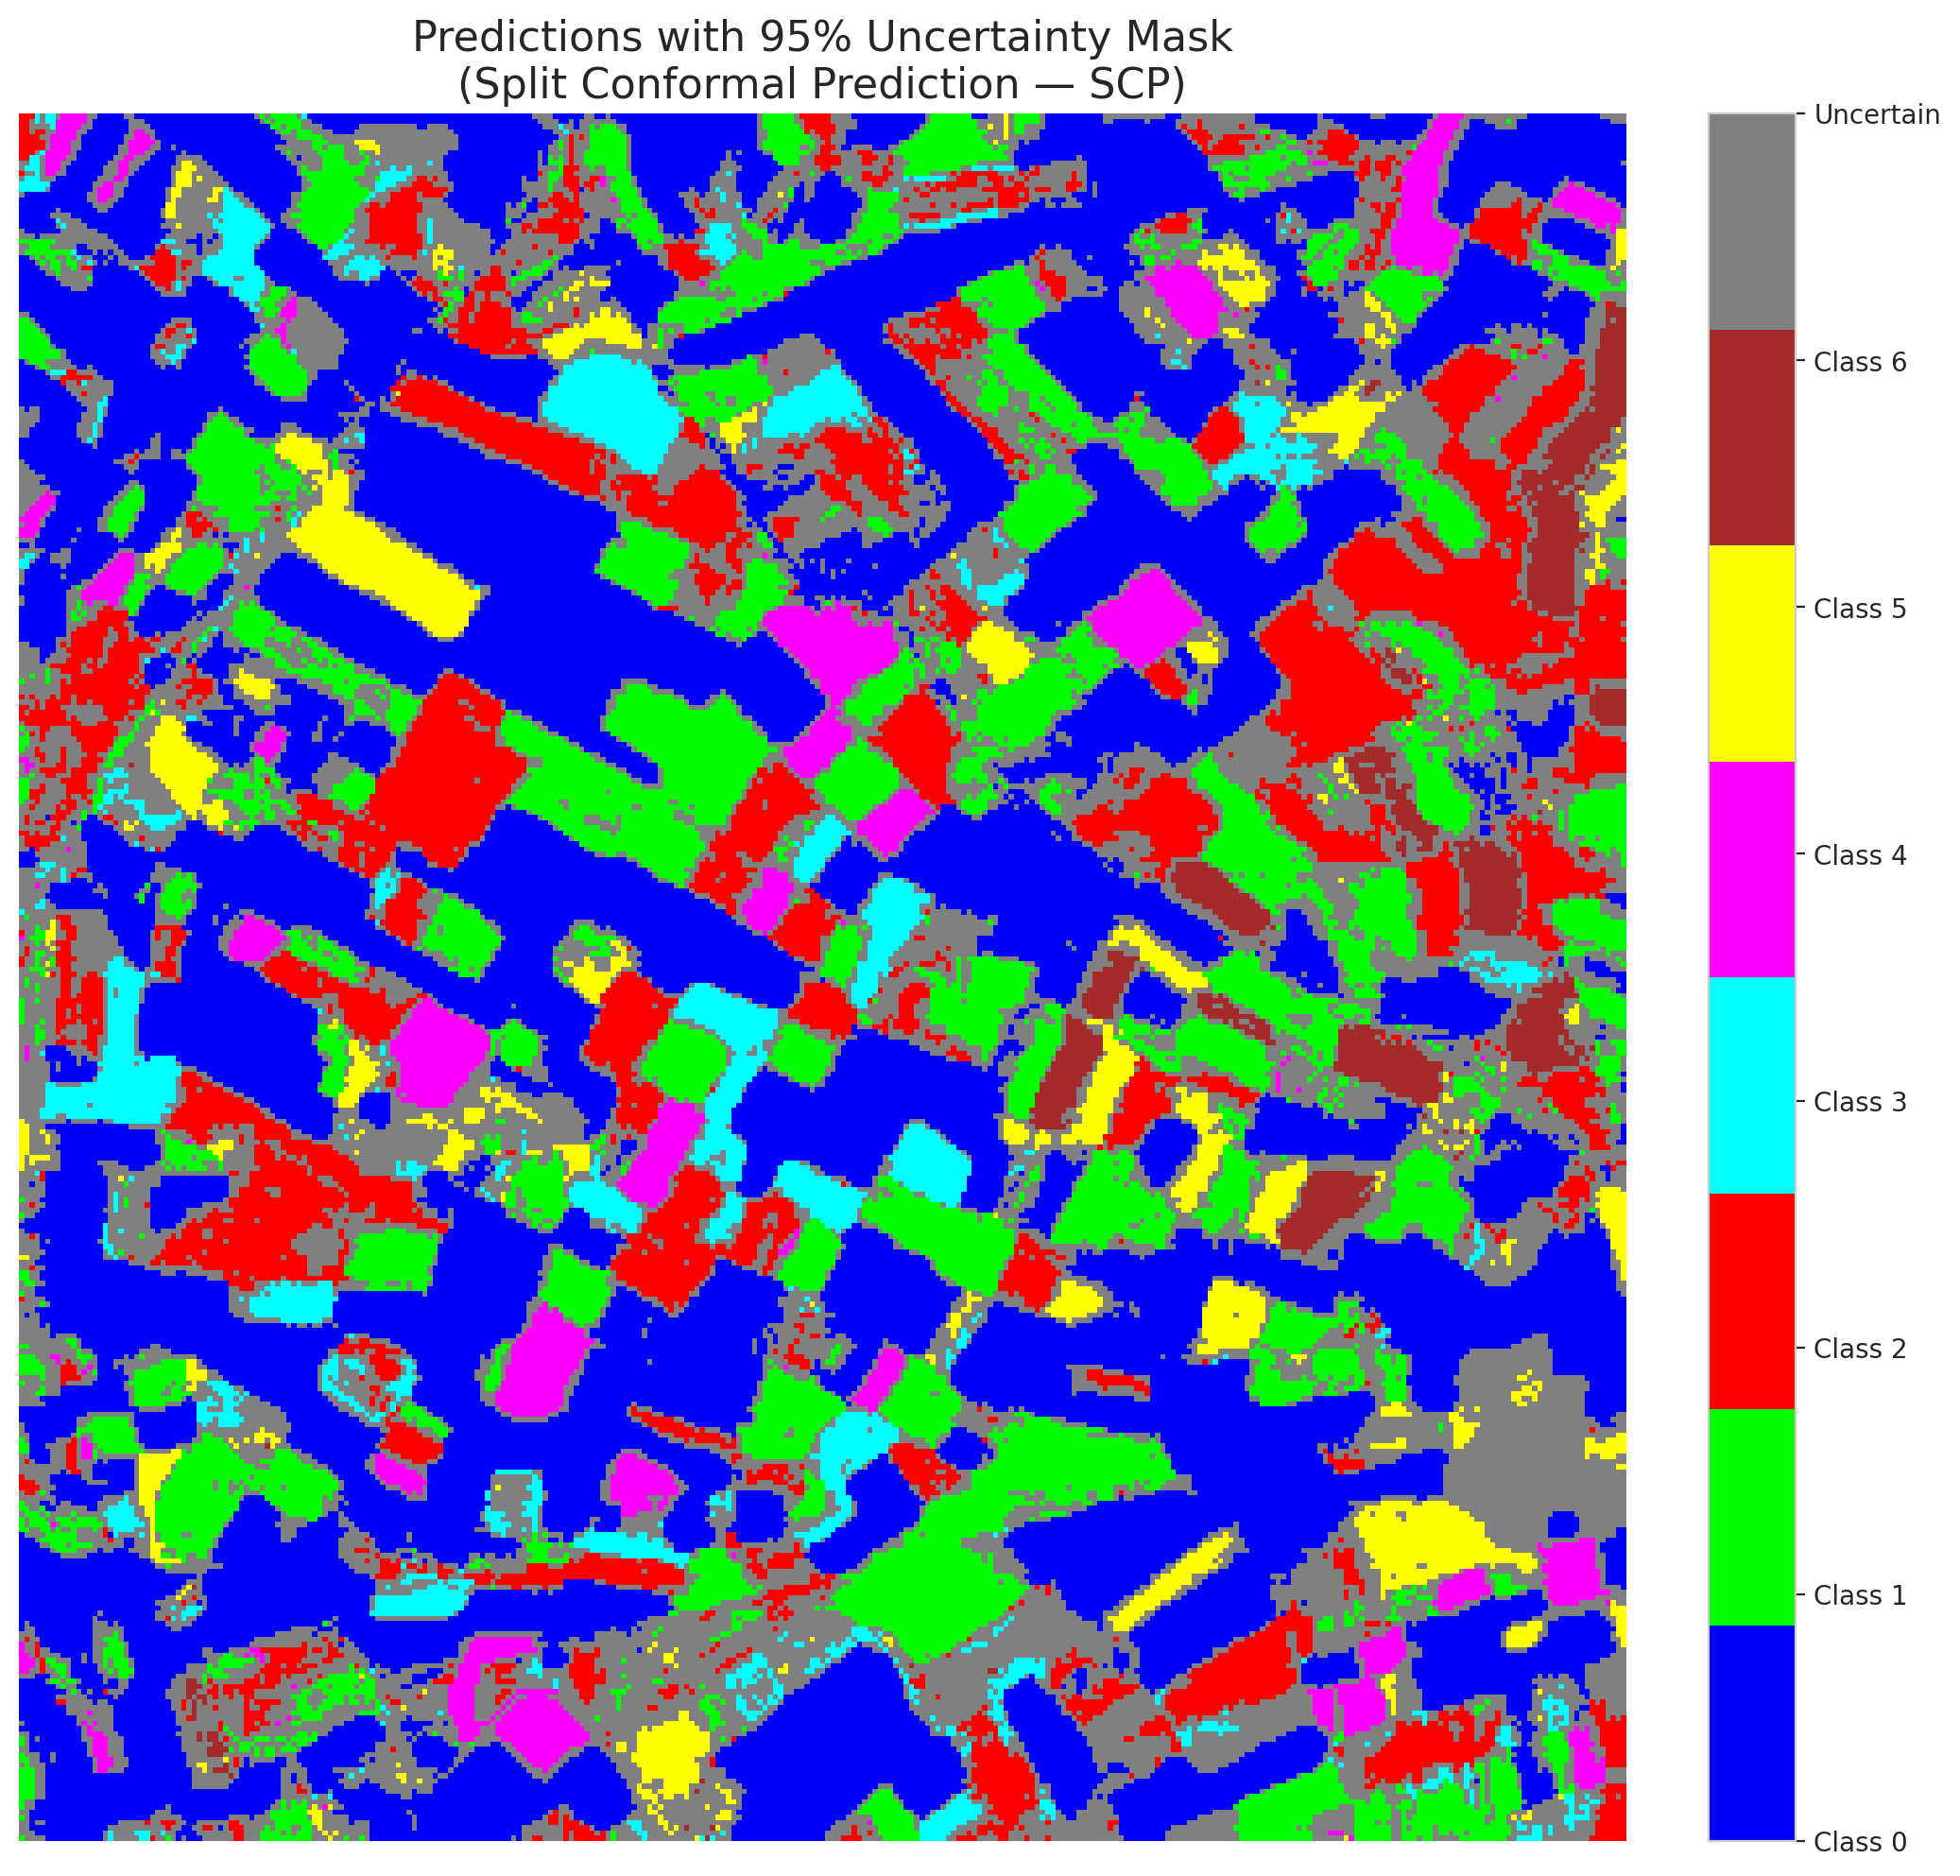 Predictions with 95% Uncertainty Mask
(Split Conformal Prediction — SCP)
Uncertain
Class 6
Class 5
Class 4
Class 3
Class 2
Class 1
Class 0